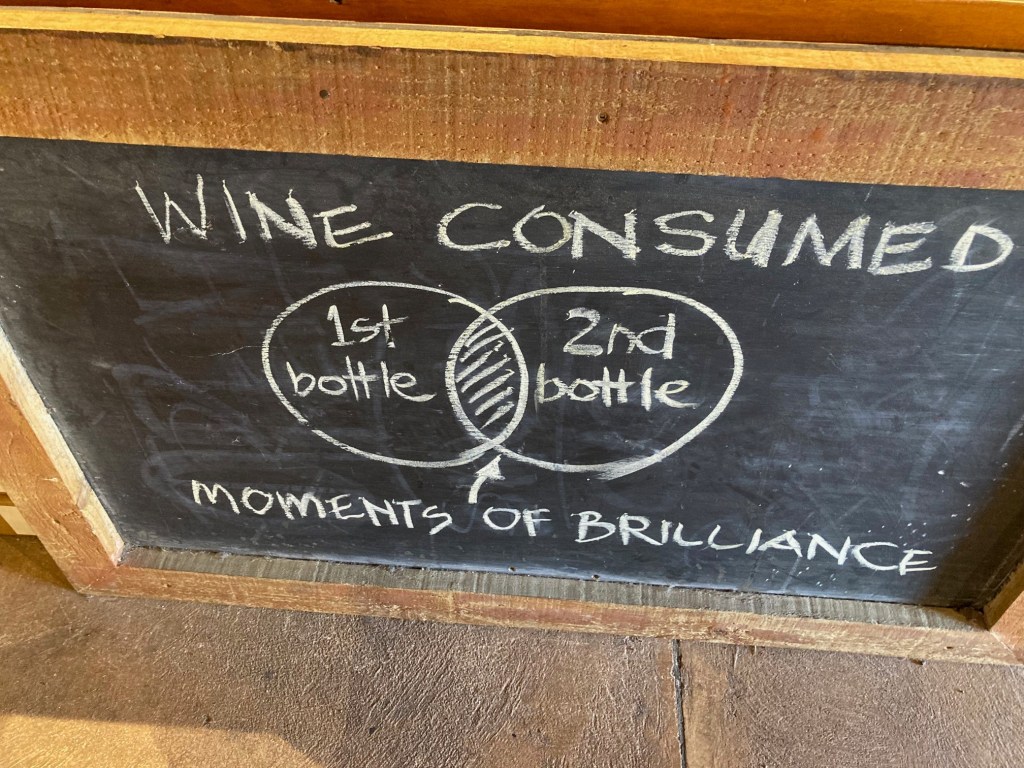 WINE CONSUMED
1st
bottle
2nd
bottle
MOMENTS OF BRILLIANCE